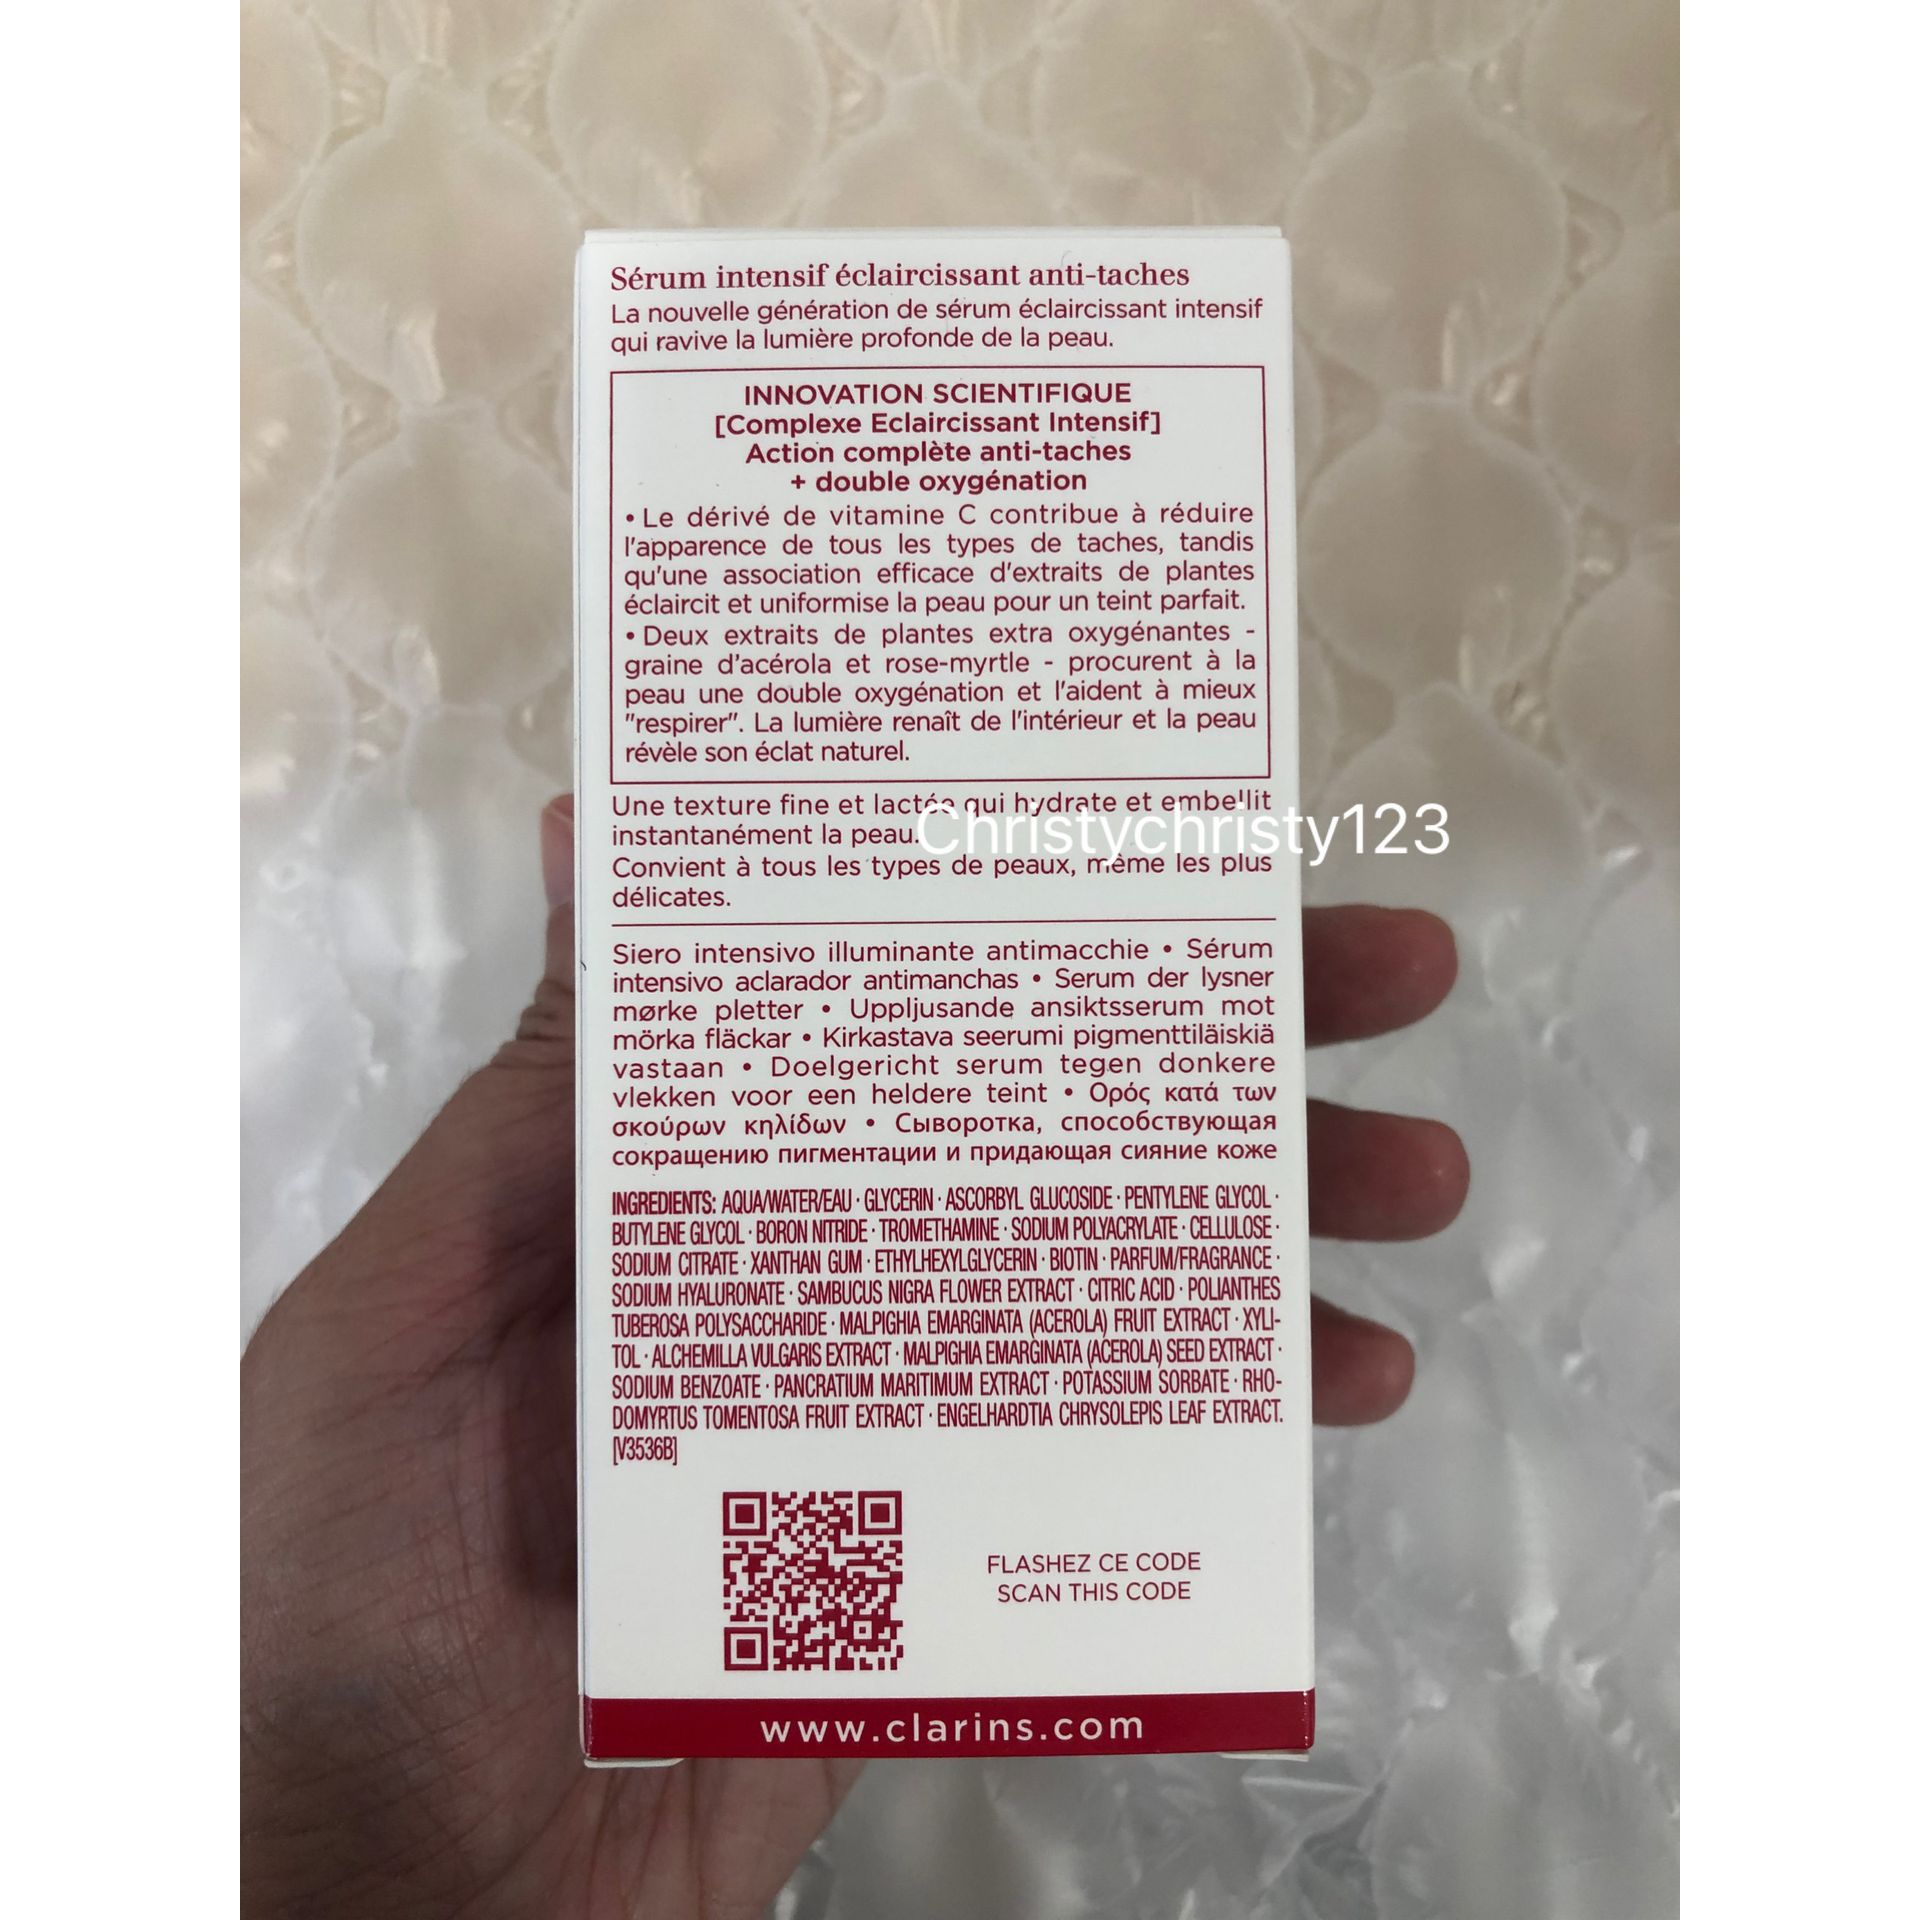 Sérum intensif éclaircissant anti-taches
La nouvelle génération de sérum éclaircissant intensif
qui ravive la lumière profonde de la peau.
INNOVATION SCIENTIFIQUE
[Complexe Eclaircissant Intensif]
Action complète anti-taches
+ double oxygénation
• Le dérivé de vitamine C contribue à réduire
l'apparence de tous les types de taches, tandis
qu'une association efficace d'extraits de plantes
éclaircit et uniformise la peau pour un teint parfait.
• Deux extraits de plantes extra oxygénantes -
graine d'acérola et rose-myrtle - procurent à la
peau une double oxygénation et l'aident à mieux
"respirer". La lumière renaît de l'intérieur et la peau
révèle son éclat naturel.
Une texture fine et lactée qui hydrate et embellit
instantanément la peau.
Christychristy123
Convient à tous les types de peaux, même les plus
délicates.
Siero intensivo illuminante antimacchie • Sérum
intensivo aclarador antimanchas • Serum der lysner
mørke pletter • Uppljusande ansiktsserum mot
mörka fläckar • Kirkastava seerumi pigmenttiläiskiä
vastaan • Doelgericht serum tegen donkere
vlekken voor een heldere teint • Ορός κατά των
σκούρων κηλίδων • Сыворотка, способствующая
сокращению пигментации и придающая сияние коже
INGREDIENTS: AQUA/WATER/EAU · GLYCERIN · ASCORBYL GLUCOSIDE · PENTYLENE GLYCOL ·
BUTYLENE GLYCOL · BORON NITRIDE · TROMETHAMINE · SODIUM POLYACRYLATE · CELLULOSE ·
SODIUM CITRATE · XANTHAN GUM · ETHYLHEXYLGLYCERIN · BIOTIN · PARFUM/FRAGRANCE ·
SODIUM HYALURONATE · SAMBUCUS NIGRA FLOWER EXTRACT · CITRIC ACID · POLIANTHES
TUBEROSA POLYSACCHARIDE · MALPIGHIA EMARGINATA (ACEROLA) FRUIT EXTRACT · XYLI-
TOL · ALCHEMILLA VULGARIS EXTRACT · MALPIGHIA EMARGINATA (ACEROLA) SEED EXTRACT ·
SODIUM BENZOATE · PANCRATIUM MARITIMUM EXTRACT · POTASSIUM SORBATE · RHO-
DOMYRTUS TOMENTOSA FRUIT EXTRACT · ENGELHARDTIA CHRYSOLEPIS LEAF EXTRACT.
[V3536B]
FLASHEZ CE CODE
SCAN THIS CODE
www.clarins.com